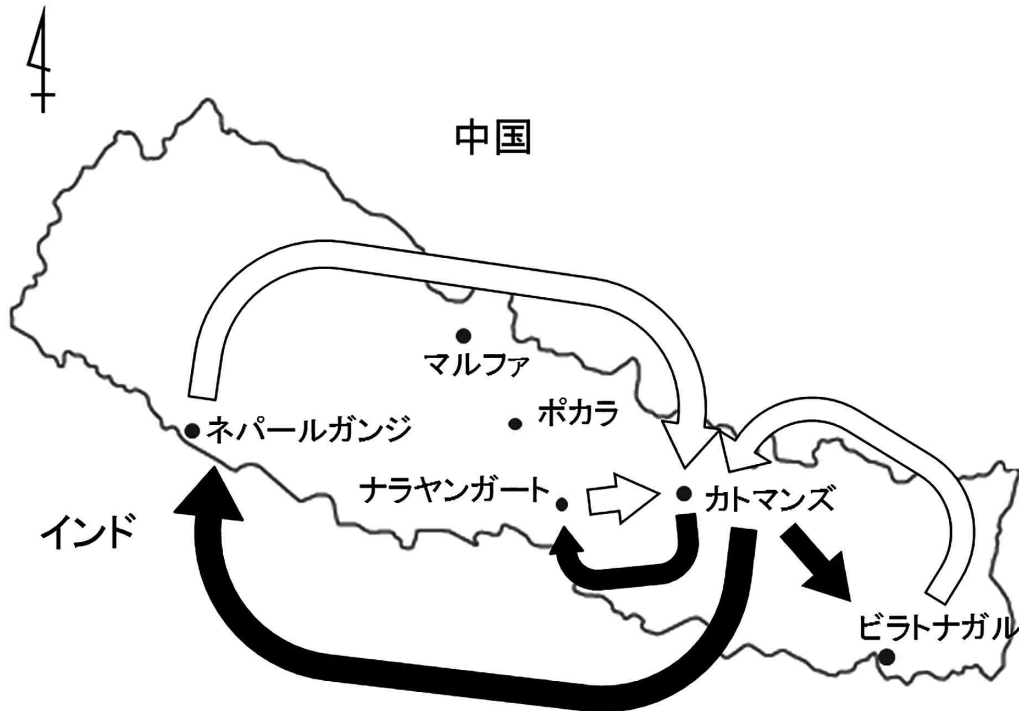 中国
マルファ
ポカラ
ネパールガンジ
ナラヤンガート
カトマンズ
インド
ビラトナガル